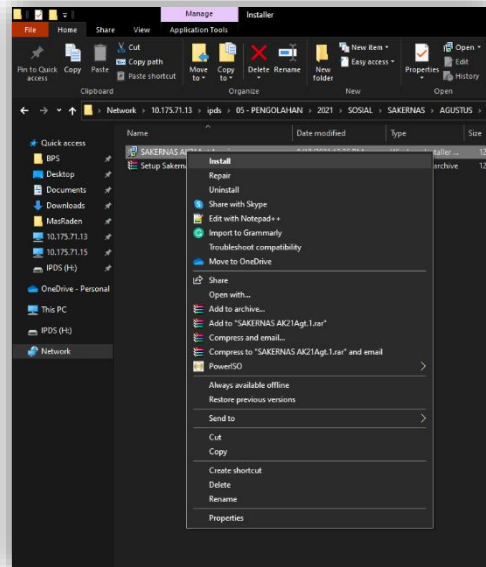 Manage
Installer
File
Home
Share
View
Application Tools
Pin to Quick access
Copy
Paste
Cut
Copy path
Paste shortcut
Move to
Copy to
Delete
Rename
New folder
New item
Easy access
Properties
Open
Edit
History
Clipboard
Organize
New
Open
Network › 10.175.71.13 › ipds › 05 - PENGOLAHAN › 2021 › SOSIAL › SAKERNAS › AGUSTUS ›
Name
Date modified
Type
Size
Quick access
BPS
Desktop
Documents
Downloads
MasRaden
10.175.71.13
10.175.71.15
IPDS (H:)
OneDrive - Personal
This PC
IPDS (H:)
Network
SAKERNAS
Setup Sakern
archive
12
Install
Repair
Uninstall
Share with Skype
Edit with Notepad++
Import to Grammarly
Troubleshoot compatibility
Move to OneDrive
Share
Open with...
Add to archive...
Add to "SAKERNAS AK21Agt.1.rar"
Compress and email...
Compress to "SAKERNAS AK21Agt.1.rar" and email
PowerISO
Always available offline
Restore previous versions
Send to
Cut
Copy
Create shortcut
Delete
Rename
Properties